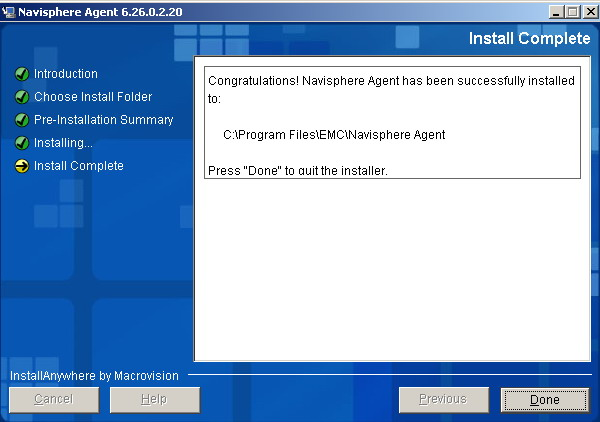 Navisphere Agent 6.26.0.2.20
Install Complete
Introduction
Choose Install Folder
Pre-Installation Summary
Installing...
Install Complete
Congratulations! Navisphere Agent has been successfully installed
to:
C:\Program Files\EMC\Navisphere Agent
Press "Done" to quit the installer.
InstallAnywhere by Macrovision
Cancel
Help
Previous
Done